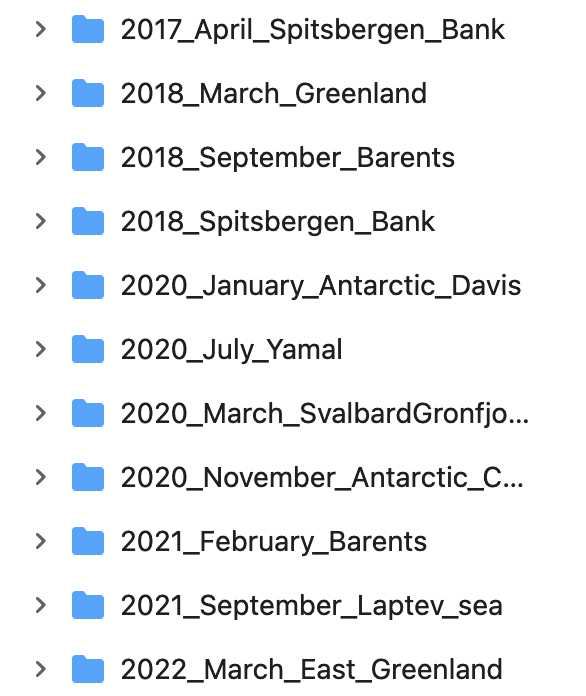 2017_April_Spitsbergen_Bank
2018_March_Greenland
2018_September_Barents
2018_Spitsbergen_Bank
2020_January_Antarctic_Davis
2020_July_Yamal
2020_March_SvalbardGronfjo...
2020_November_Antarctic_C...
2021_February_Barents
2021_September_Laptev_sea
2022_March_East_Greenland